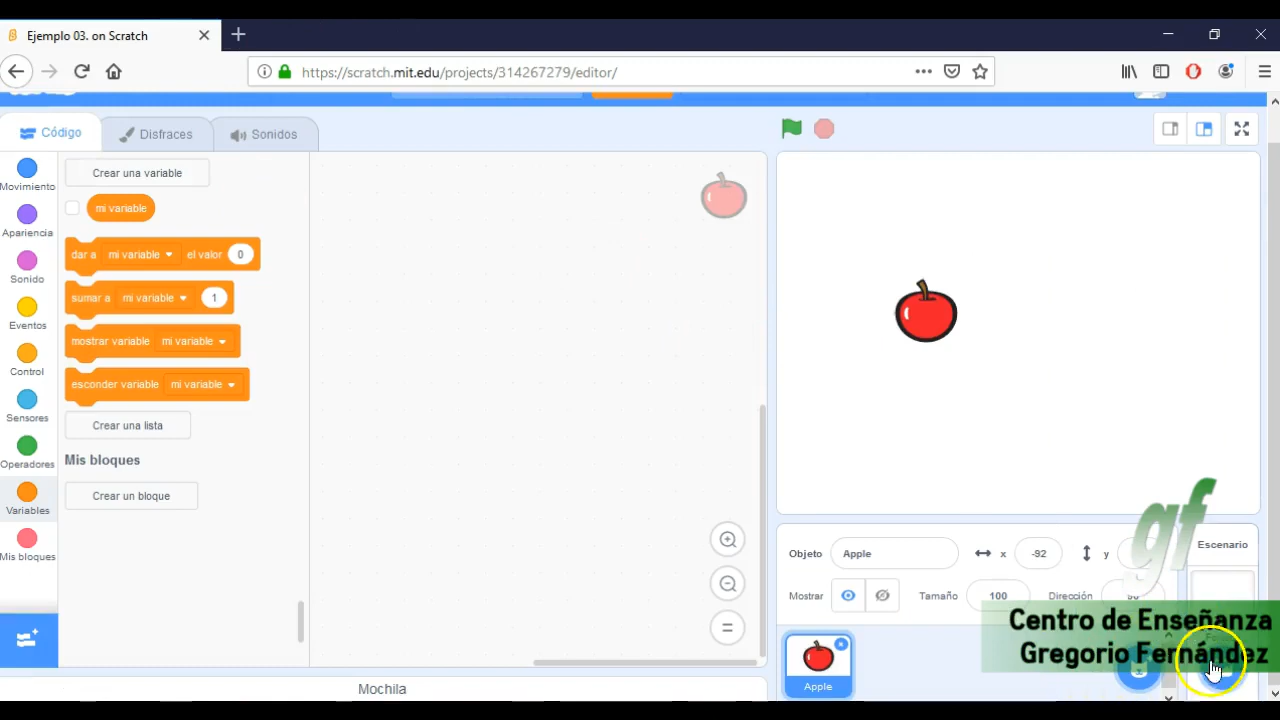 Ejemplo 03. on Scratch
https://scratch.mit.edu/projects/314267279/editor/
Código
Disfraces
Sonidos
Movimiento
Apariencia
Sonido
Eventos
Control
Sensores
Operadores
Variables
Mis bloques
Crear una variable
mi variable
dar a mi variable el valor 0
sumar a mi variable 1
mostrar variable mi variable
esconder variable mi variable
Crear una lista
Mis bloques
Crear un bloque
Mochila
Objeto Apple x -92 y
Mostrar Tamaño 100 Dirección
Apple
Escenario
gf
Centro de Enseñanza
Gregorio Fernández